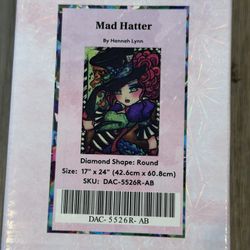 Mad Hatter
By Hannah Lynn
Diamond Shape: Round
Size: 17" x 24" (42.6cm x 60.8cm)
SKU: DAC-5526R-AB
DAC- 5526R- AB